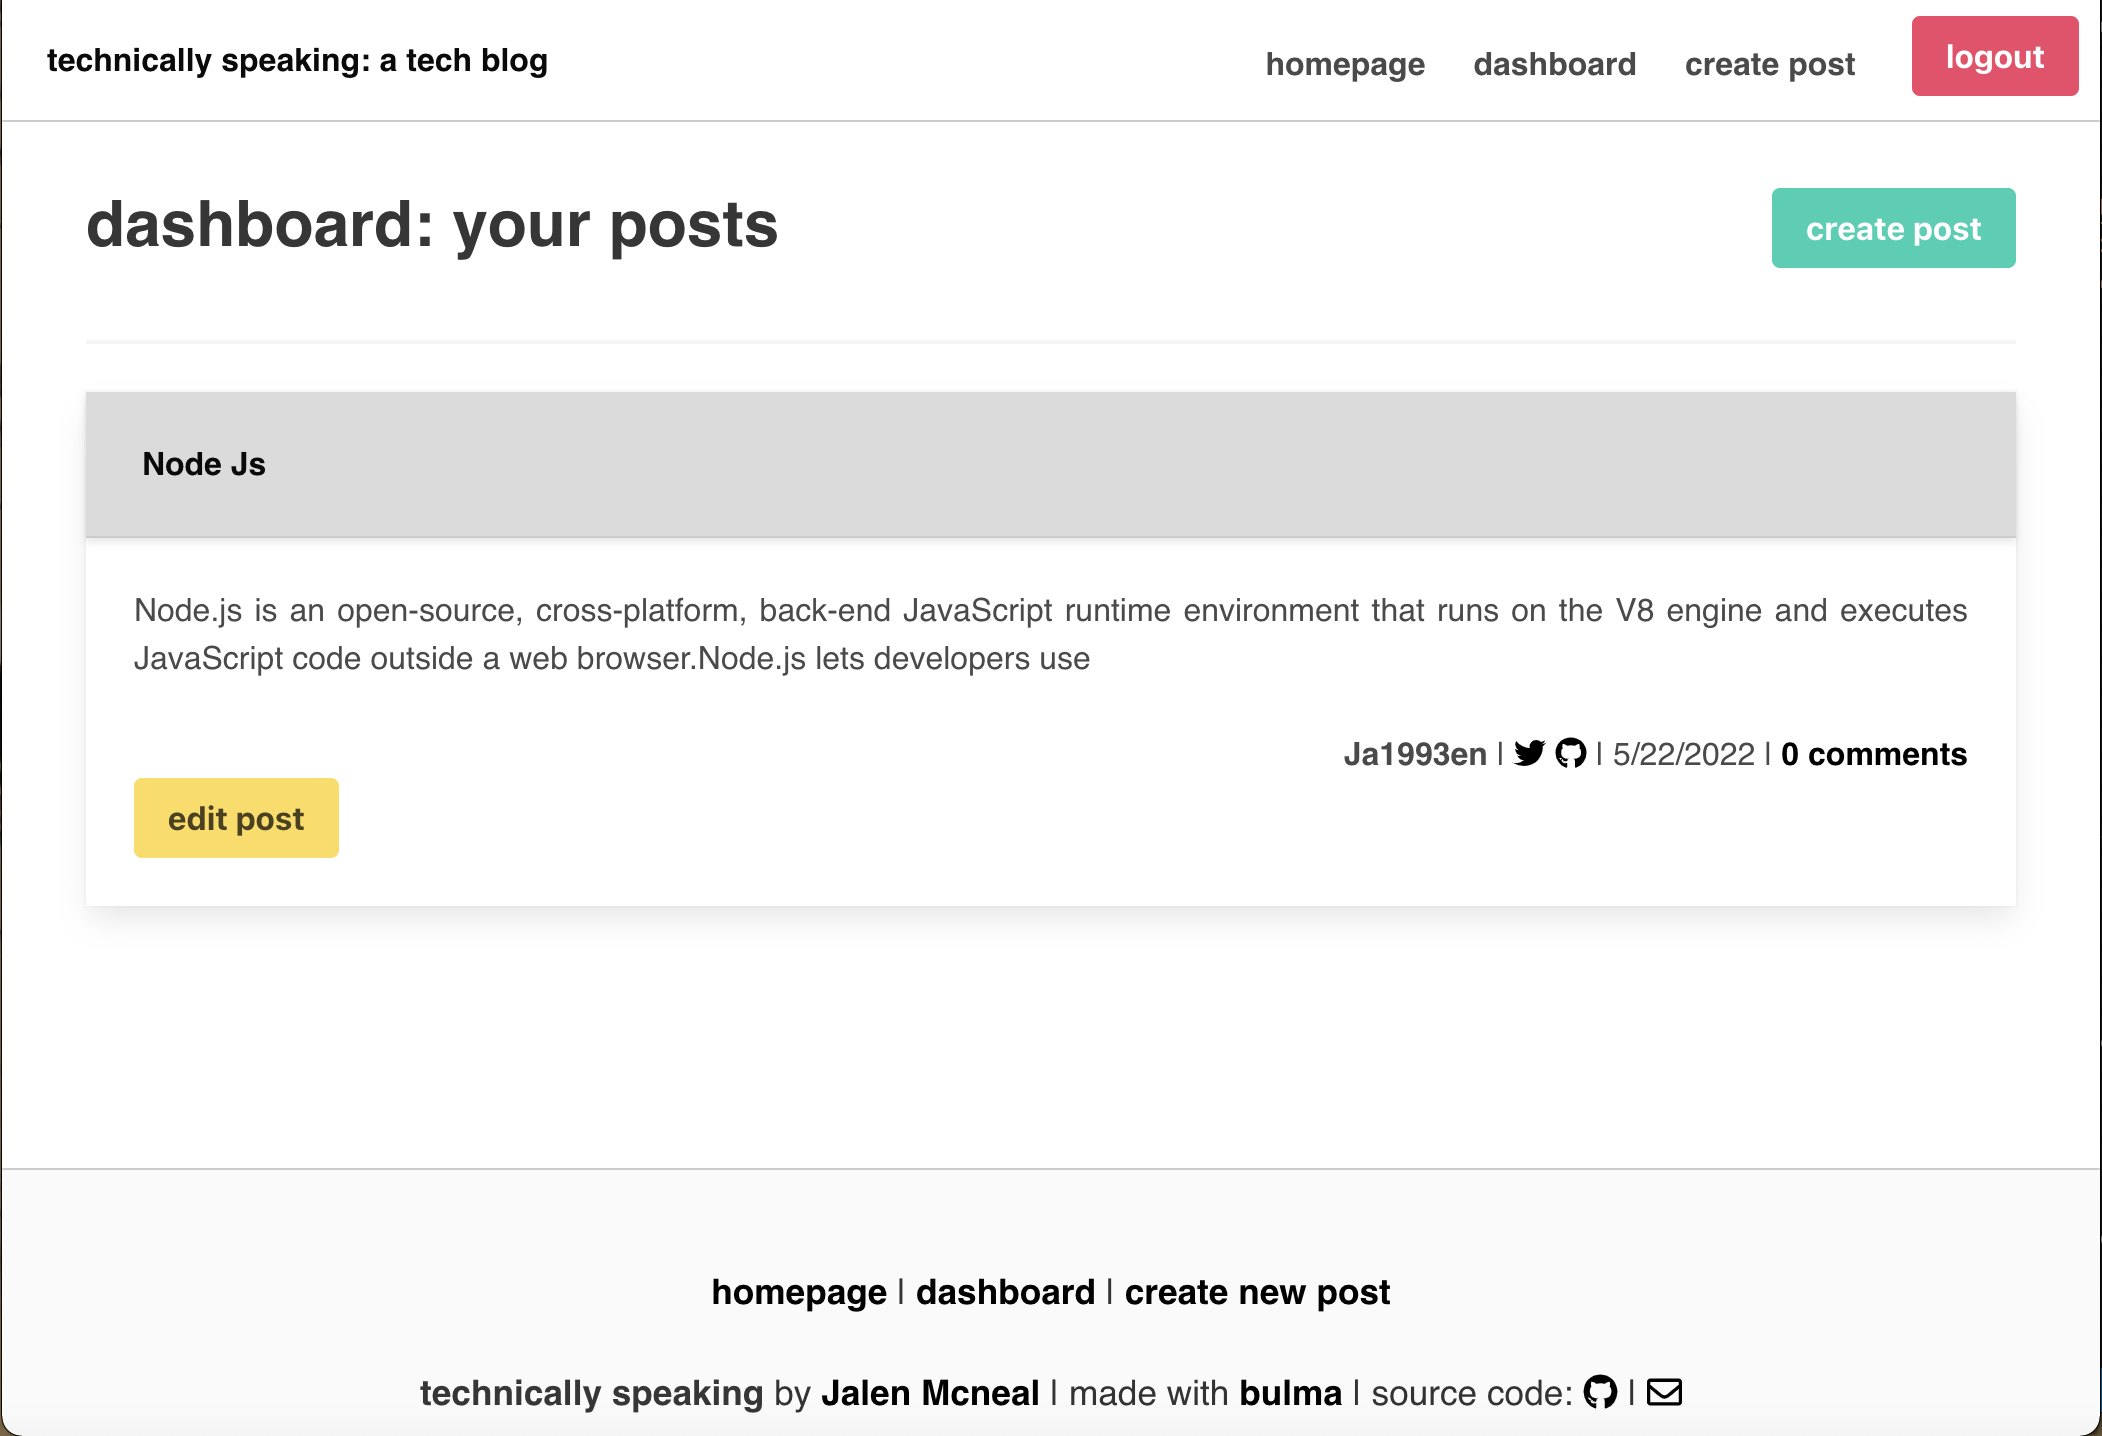 technically speaking: a tech blog
homepage dashboard create post logout
dashboard: your posts
create post
Node Js
Node.js is an open-source, cross-platform, back-end JavaScript runtime environment that runs on the V8 engine and executes
JavaScript code outside a web browser.Node.js lets developers use
Ja1993en | | 5/22/2022 | 0 comments
edit post
homepage | dashboard | create new post
technically speaking by Jalen Mcneal | made with bulma | source code: |